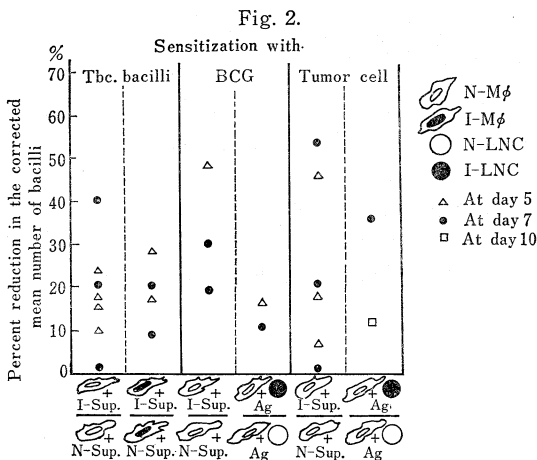 Fig. 2.
Sensitization with·
%
Tbc. bacilli BCG Tumor cell
70
60
50
40
30
20
10
0
Percent reduction in the corrected
mean number of bacilli
N-Mϕ
I-Mϕ
N-LNC
I-LNC
At day 5
At day 7
At day 10
+ + + + + +
I-Sup. I-Sup. I-Sup. Ag I-Sup. Ag·
+ + + + + +
N-Sup. N-Sup· N-Sup. Ag N-Sup. Ag